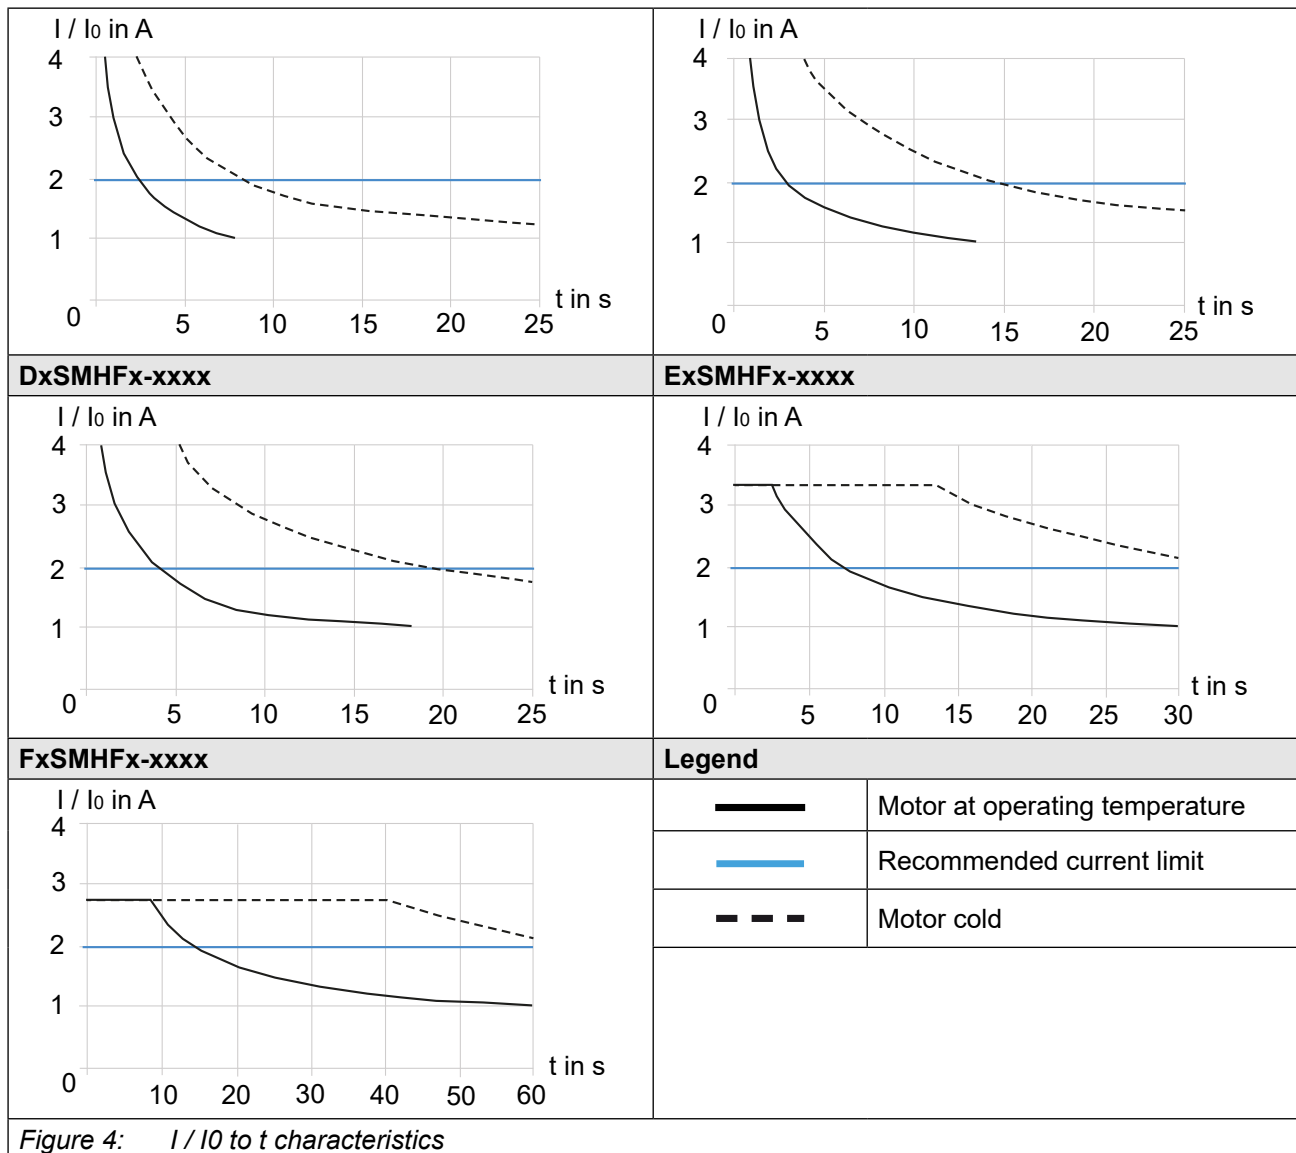 I / I0 in A
4
3
2
1
0
5
10
15
20
25
t in s
I / I0 in A
4
3
2
1
0
5
10
15
20
25
t in s
DxSMHFx-xxxx
ExSMHFx-xxxx
I / I0 in A
4
3
2
1
0
5
10
15
20
25
t in s
I / I0 in A
4
3
2
1
0
5
10
15
20
25
30
t in s
FxSMHFx-xxxx
Legend
I / I0 in A
4
3
2
1
0
10
20
30
40
50
60
t in s
Motor at operating temperature
Recommended current limit
Motor cold
Figure 4: I / I0 to t characteristics